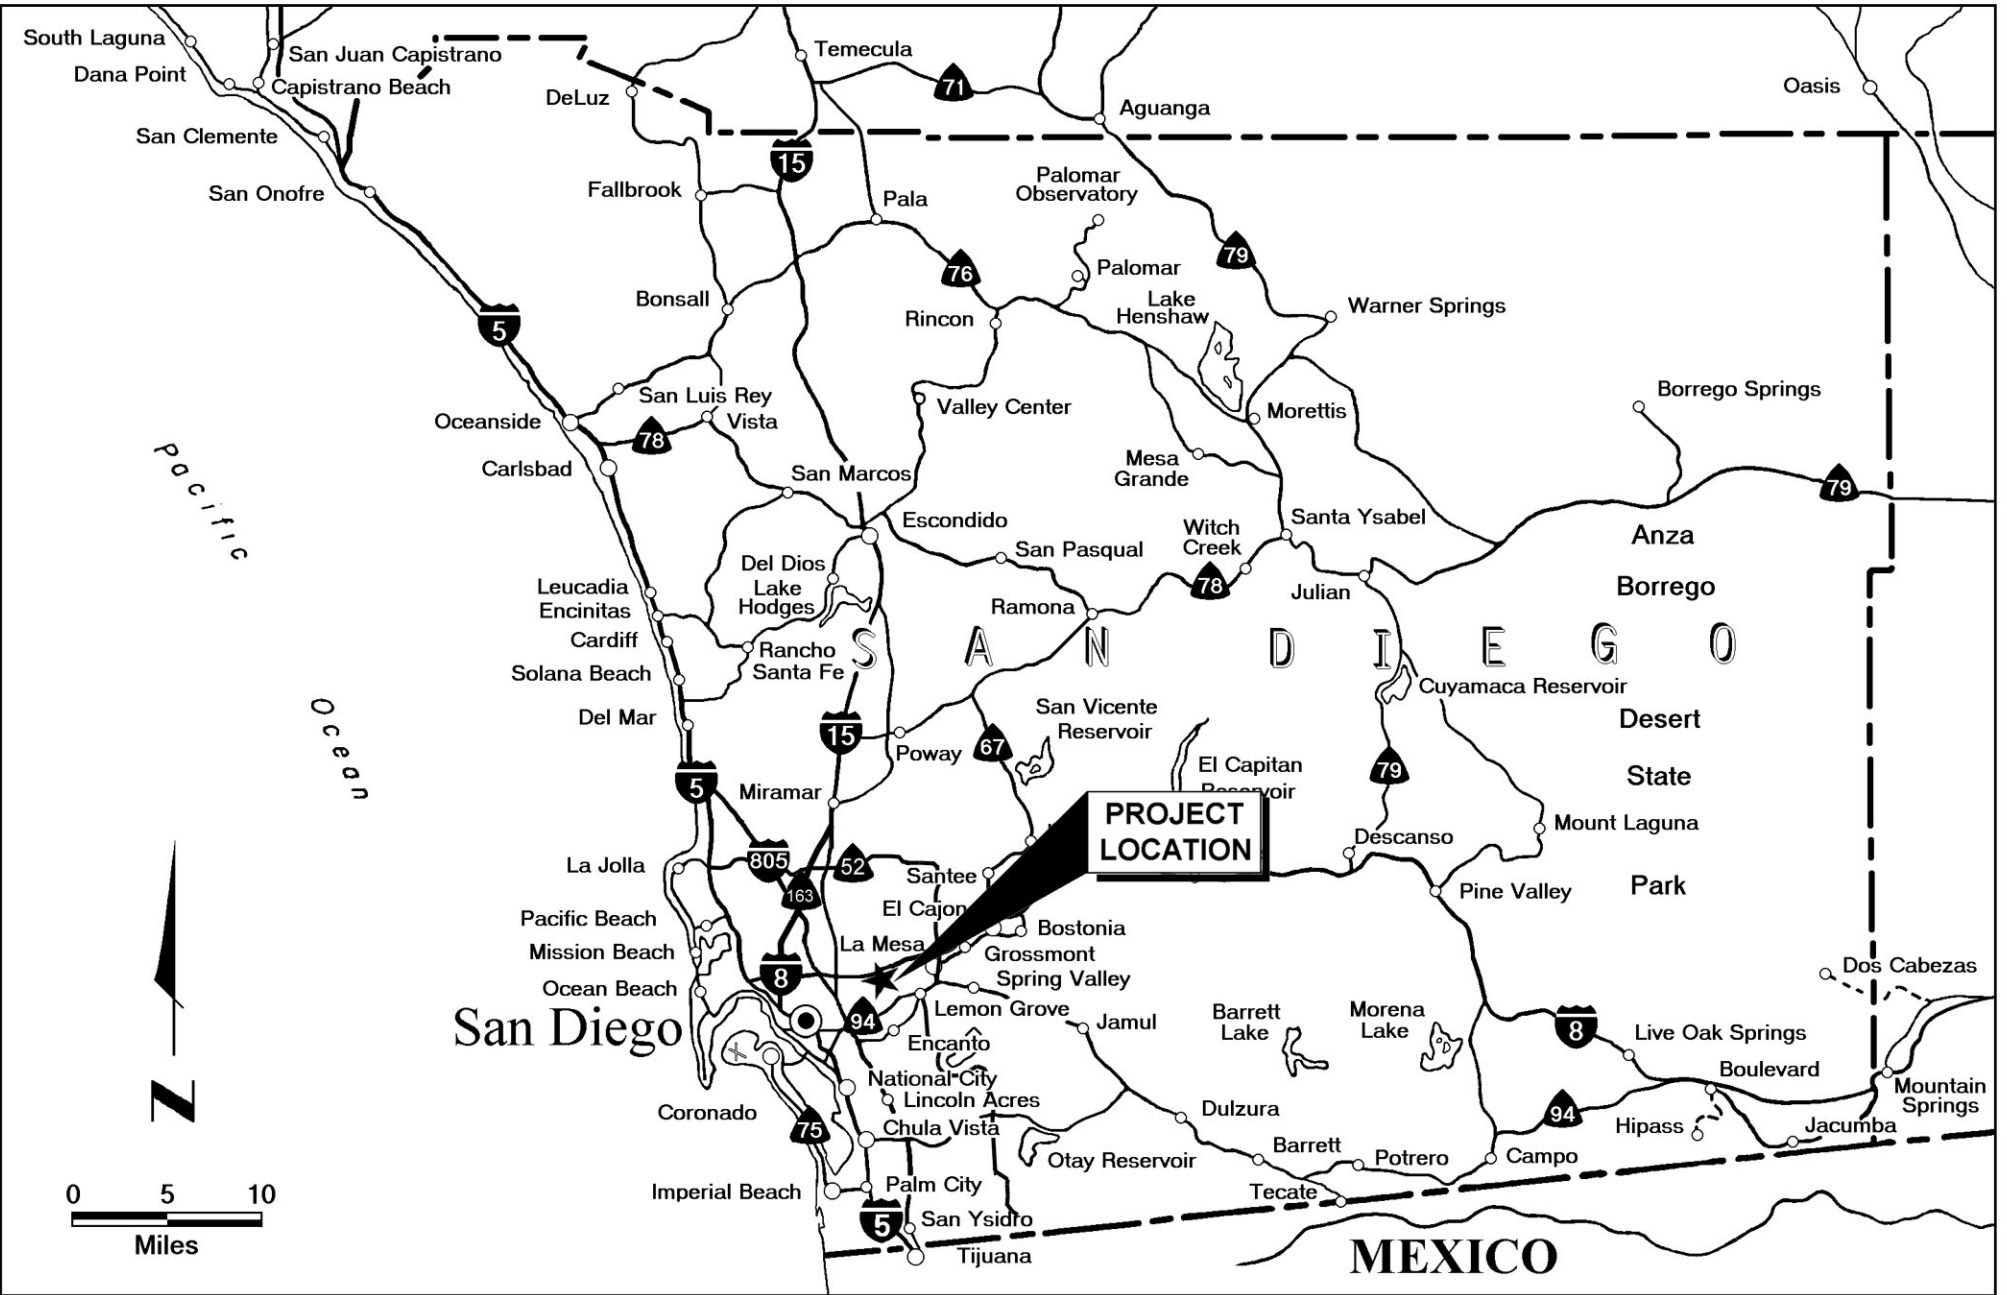 South Laguna
San Juan Capistrano
Dana Point
Capistrano Beach
San Clemente
San Onofre
Temecula
71
DeLuz
Aguanga
Oasis
15
Fallbrook
Pala
Palomar
Observatory
79
76
Palomar
Lake
Henshaw
Warner Springs
Bonsall
Rincon
5
San Luis Rey
Oceanside
Vista
78
Valley Center
Morettis
Borrego Springs
Carlsbad
San Marcos
Mesa
Grande
79
Pacific
Ocean
Escondido
Witch
Creek
Santa Ysabel
Anza
San Pasqual
Del Dios
Lake
Hodges
Leucadia
Encinitas
78
Julian
Borrego
Ramona
Cardiff
Rancho
Santa Fe
SAN DIEGO
Solana Beach
Cuyamaca Reservoir
Del Mar
San Vicente
Reservoir
Desert
15
67
Poway
El Capitan
Reservoir
79
State
5
Miramar
PROJECT
LOCATION
Descanso
Mount Laguna
La Jolla
805
52
163
Santee
Pine Valley
Park
El Cajon
Pacific Beach
Bostonia
La Mesa
Mission Beach
Grossmont
8
Spring Valley
Dos Cabezas
Ocean Beach
Lemon Grove
San Diego
94
Jamul
Barrett
Lake
Morena
Lake
8
Live Oak Springs
Encanto
National City
Boulevard
Lincoln Acres
Mountain
Springs
Coronado
75
Chula Vista
Dulzura
94
Hipass
Jacumba
Otay Reservoir
Barrett
Potrero
Campo
Imperial Beach
Palm City
Tecate
5
San Ysidro
Tijuana
MEXICO
N
0 5 10
Miles